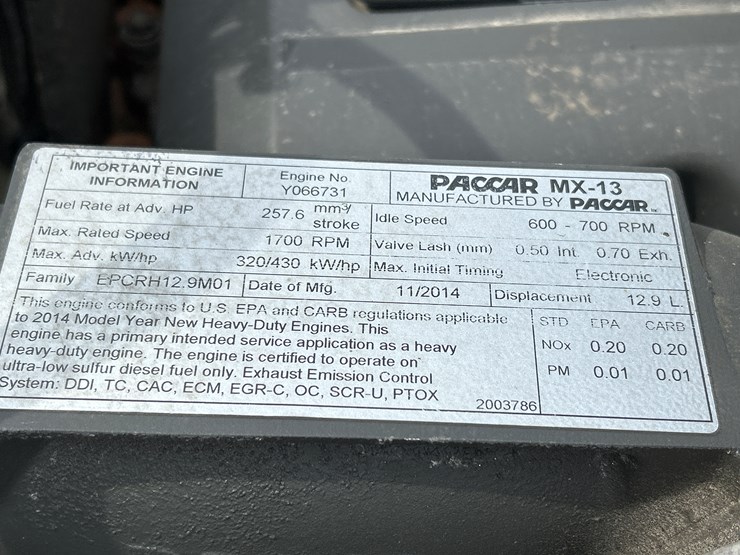 IMPORTANT ENGINE
INFORMATION
Engine No.
Y066731
PACCAR MX-13
MANUFACTURED BY PACCAR™
Fuel Rate at Adv. HP 257.6 mm³/
stroke
Idle Speed 600 - 700 RPM
Max. Rated Speed 1700 RPM
Valve Lash (mm) 0.50 Int. 0.70 Exh.
Max. Adv. kW/hp 320/430 kW/hp
Max. Initial Timing Electronic
Family EPCRH12.9M01
Date of Mfg. 11/2014
Displacement 12.9 L
This engine conforms to U.S. EPA and CARB regulations applicable
to 2014 Model Year New Heavy-Duty Engines. This
engine has a primary intended service application as a heavy
heavy-duty engine. The engine is certified to operate on
ultra-low sulfur diesel fuel only. Exhaust Emission Control
System: DDI, TC, CAC, ECM, EGR-C, OC, SCR-U, PTOX
2003786
STD EPA CARB
NOx 0.20 0.20
PM 0.01 0.01